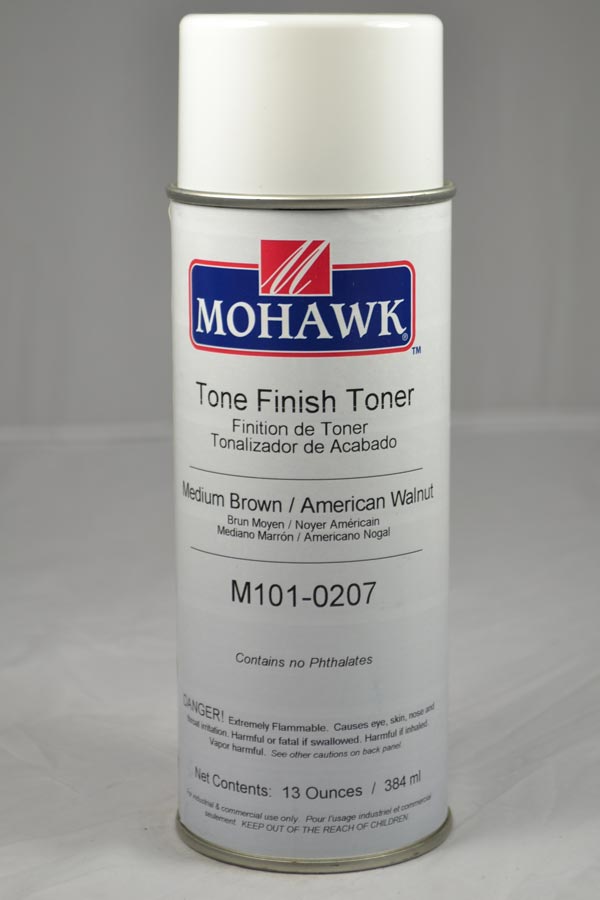 M
MOHAWK®
™
Tone Finish Toner
Finition de Toner
Tonalizador de Acabado
Medium Brown / American Walnut
Brun Moyen / Noyer Américain
Mediano Marrón / Americano Nogal
M101-0207
Contains no Phthalates
DANGER! Extremely Flammable. Causes eye, skin, nose and
throat irritation. Harmful or fatal if swallowed. Harmful if inhaled.
Vapor harmful. See other cautions on back panel.
Net Contents: 13 Ounces / 384 ml
For industrial & commercial use only Pour l'usage industriel et commercial
seulement KEEP OUT OF THE REACH OF CHILDREN.